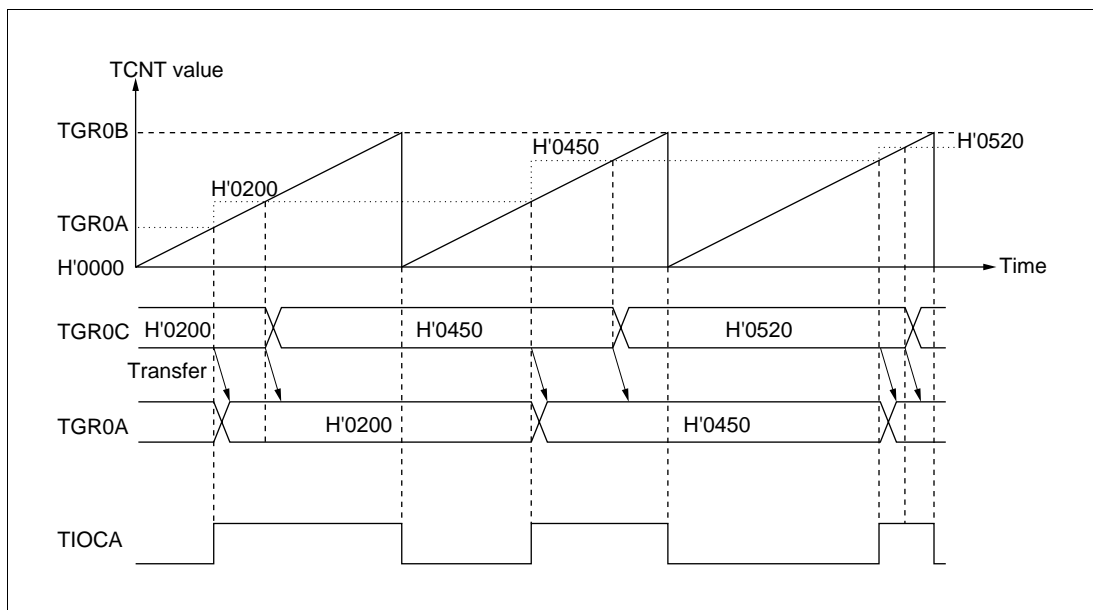 TCNT value
TGR0B
H'0520
H'0450
H'0200
TGR0A
H'0000
Time
TGR0C
H'0200
H'0450
H'0520
Transfer
TGR0A
H'0200
H'0450
TIOCA